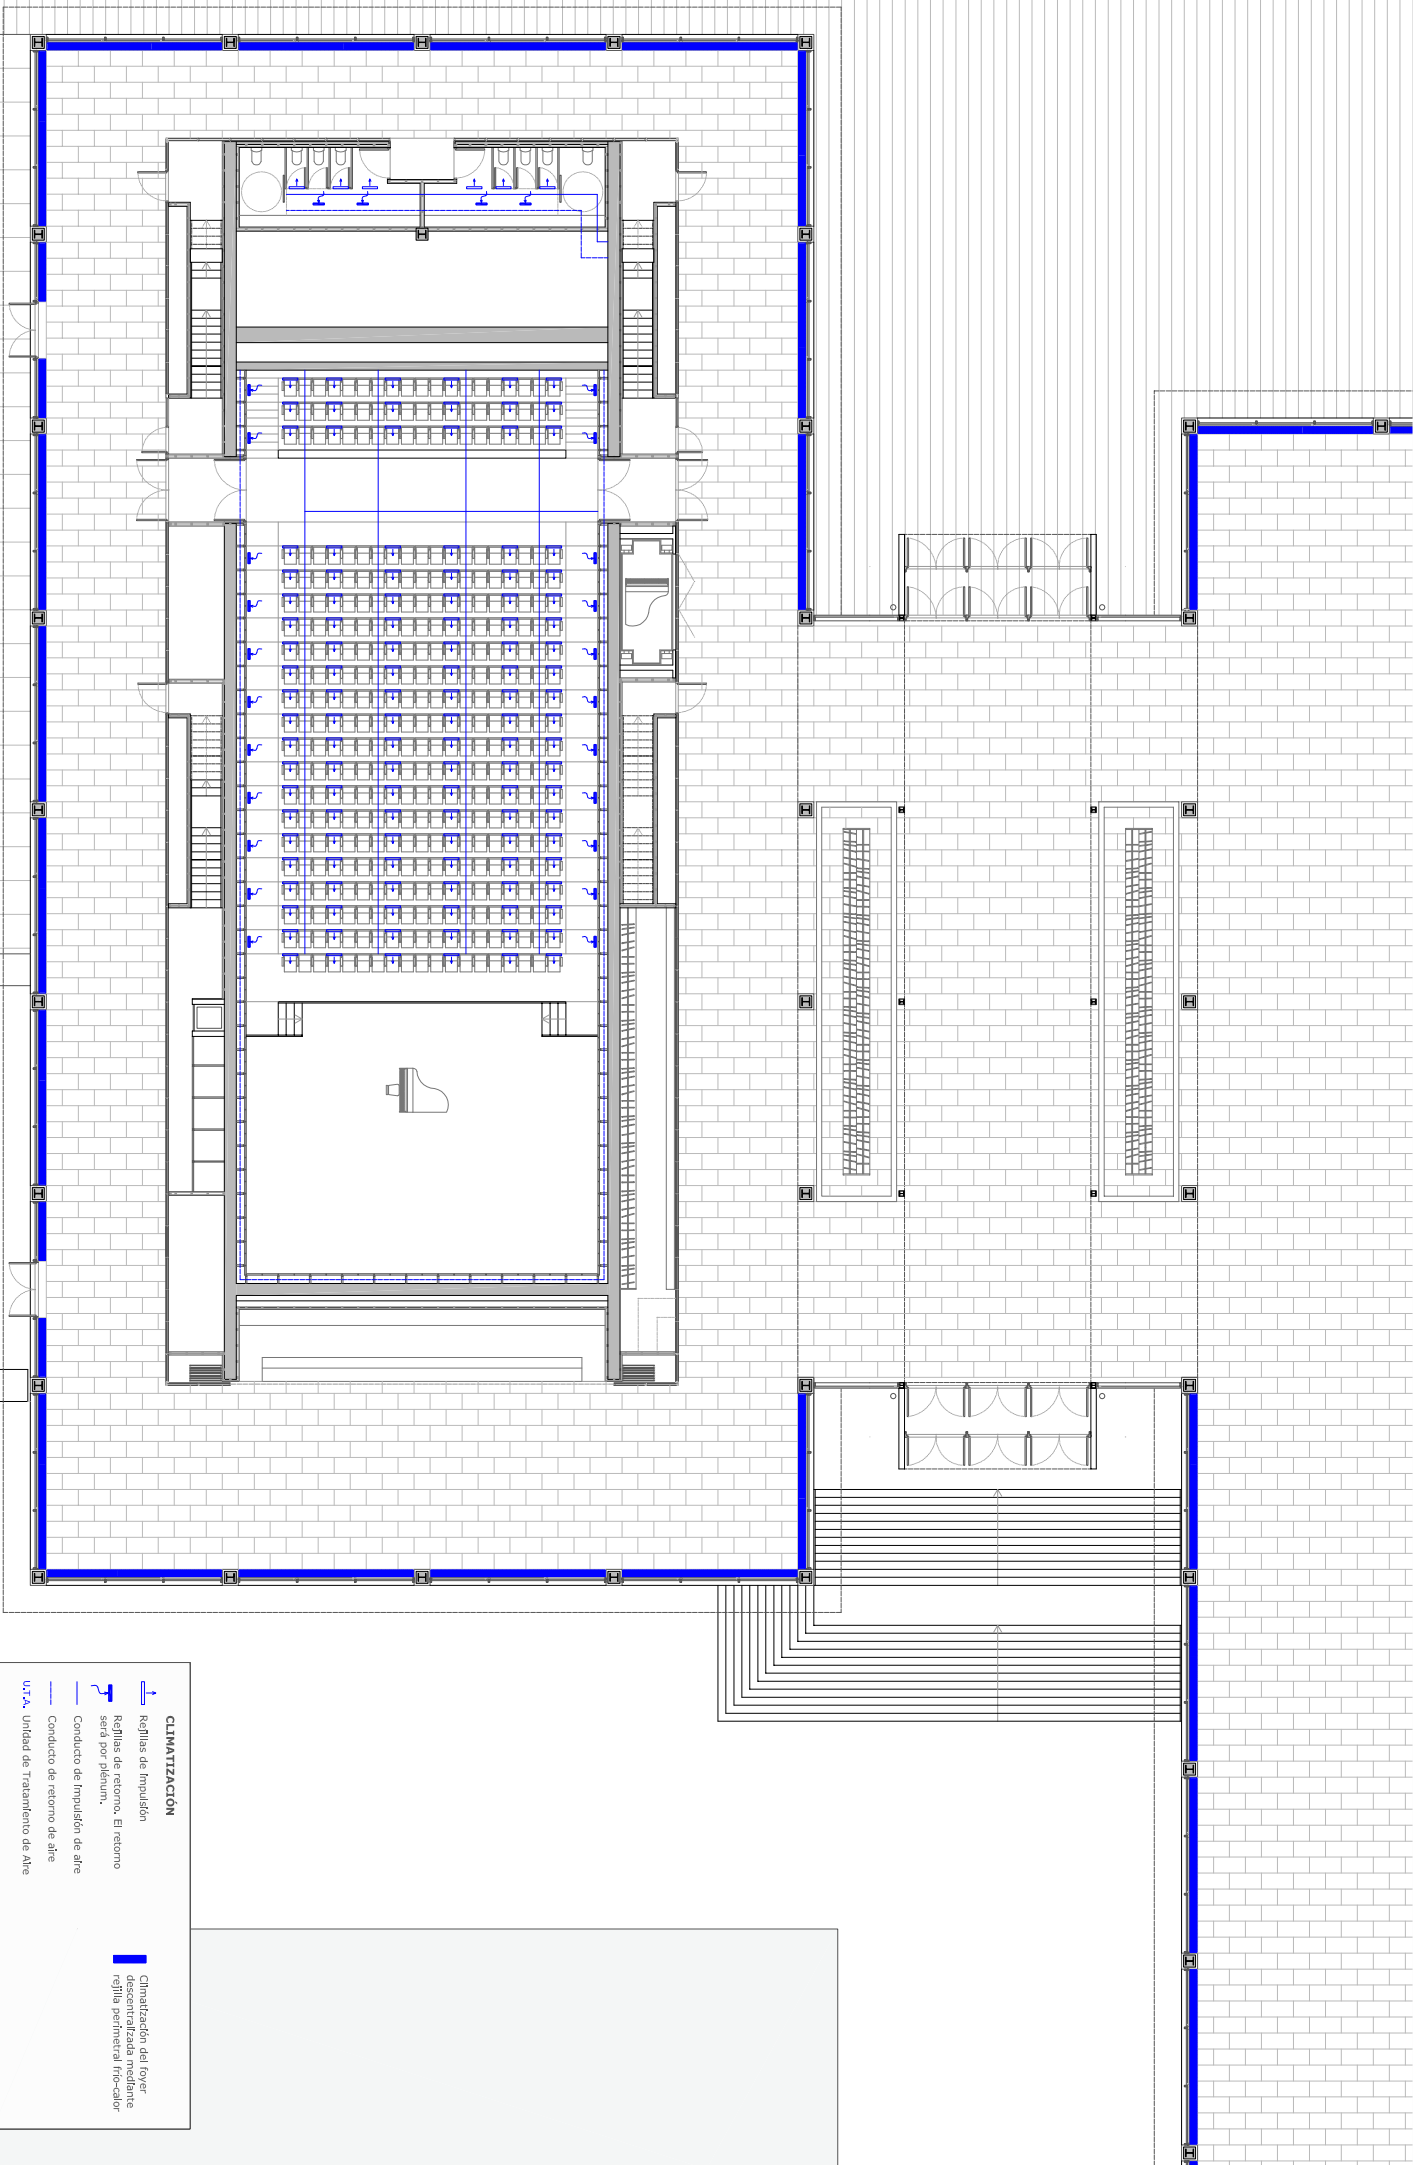 CLIMATIZACIÓN
Rejillas de impulsión
Rejillas de retorno. El retorno
será por plénum.
Conducto de impulsión de aire
Conducto de retorno de aire
U.T.A. Unidad de Tratamiento de Aire
Climatización del foyer
descentralizada mediante
rejilla perimetral frío-calor